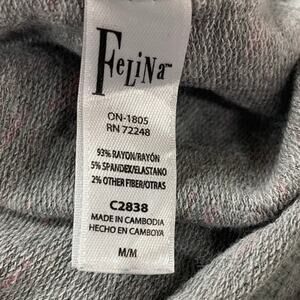 FeLiNa™
ON-1805
RN 72248
93% RAYON/RAYÓN
5% SPANDEX/ELASTANO
2% OTHER FIBER/OTRAS
C2838
MADE IN CAMBODIA
HECHO EN CAMBOYA
M/M